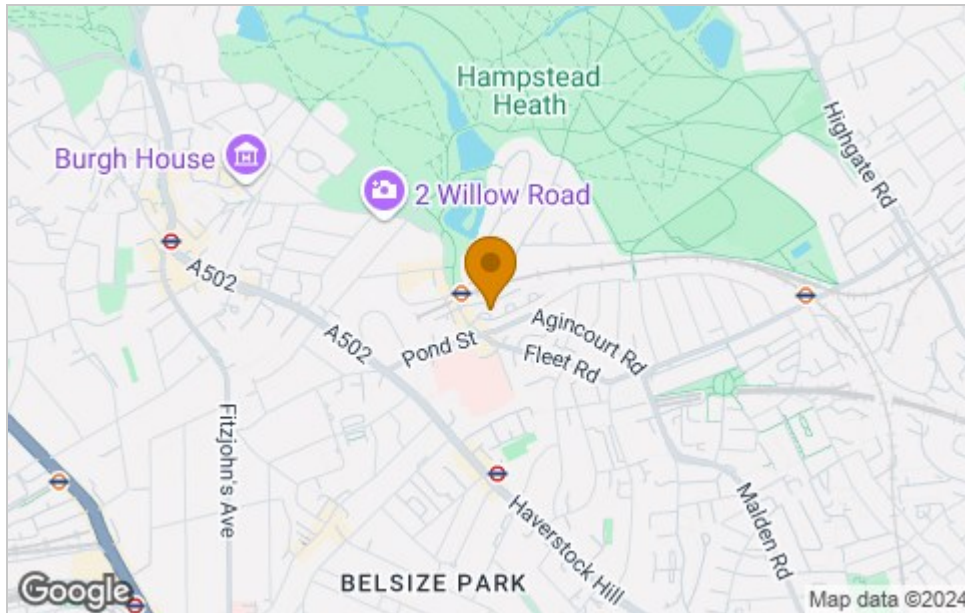 Hampstead
Heath
Highgate Rd
Burgh House
2 Willow Road
A502
A502
Agincourt Rd
Pond St
Fleet Rd
Fitzjohn's Ave
Haverstock Hill
Malden Rd
BELSIZE PARK
Google
Map data ©2024